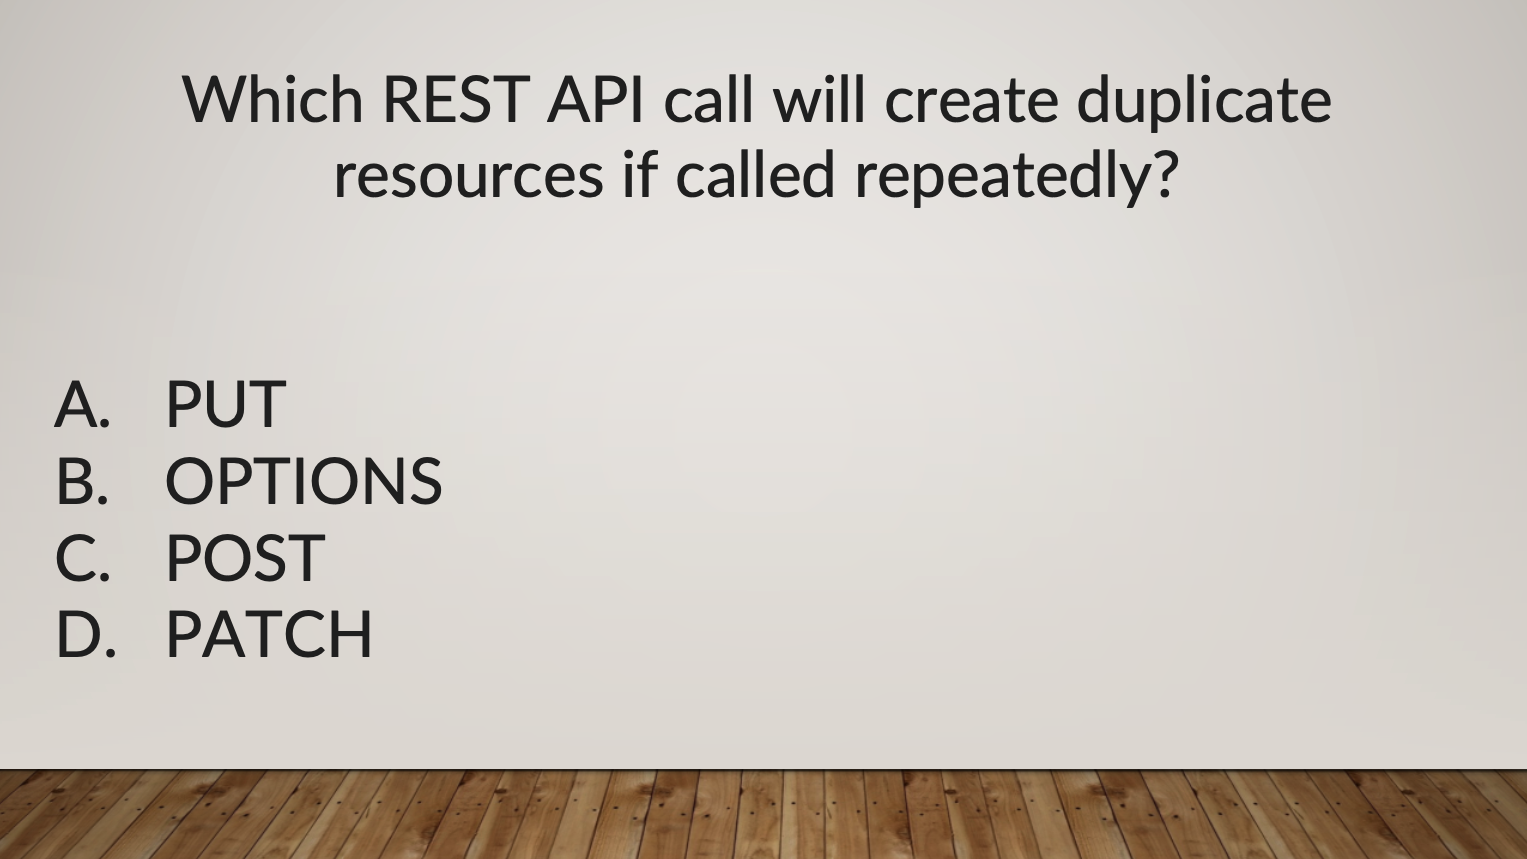 Which REST API call will create duplicate
resources if called repeatedly?
A. PUT
B. OPTIONS
C. POST
D. PATCH